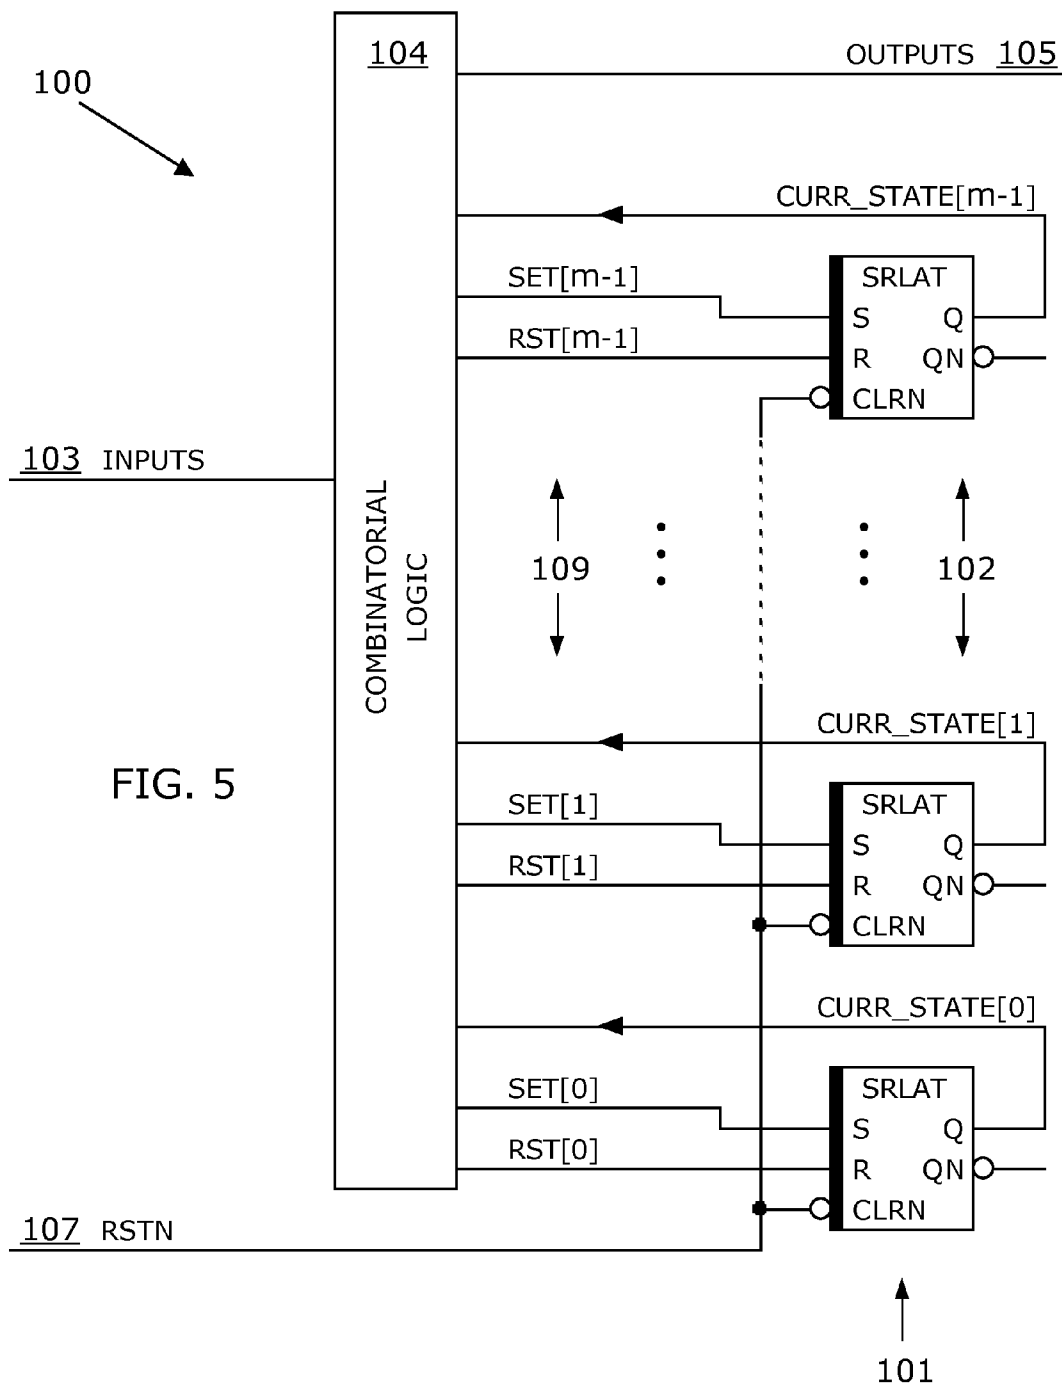 104
OUTPUTS 105
100
CURR_STATE[m-1]
SET[m-1]
SRLAT
S Q
RST[m-1]
R QN
CLRN
103 INPUTS
COMBINATORIAL
LOGIC
109
102
CURR_STATE[1]
FIG. 5
SET[1]
SRLAT
S Q
RST[1]
R QN
CLRN
CURR_STATE[0]
SET[0]
SRLAT
S Q
RST[0]
R QN
CLRN
107 RSTN
101